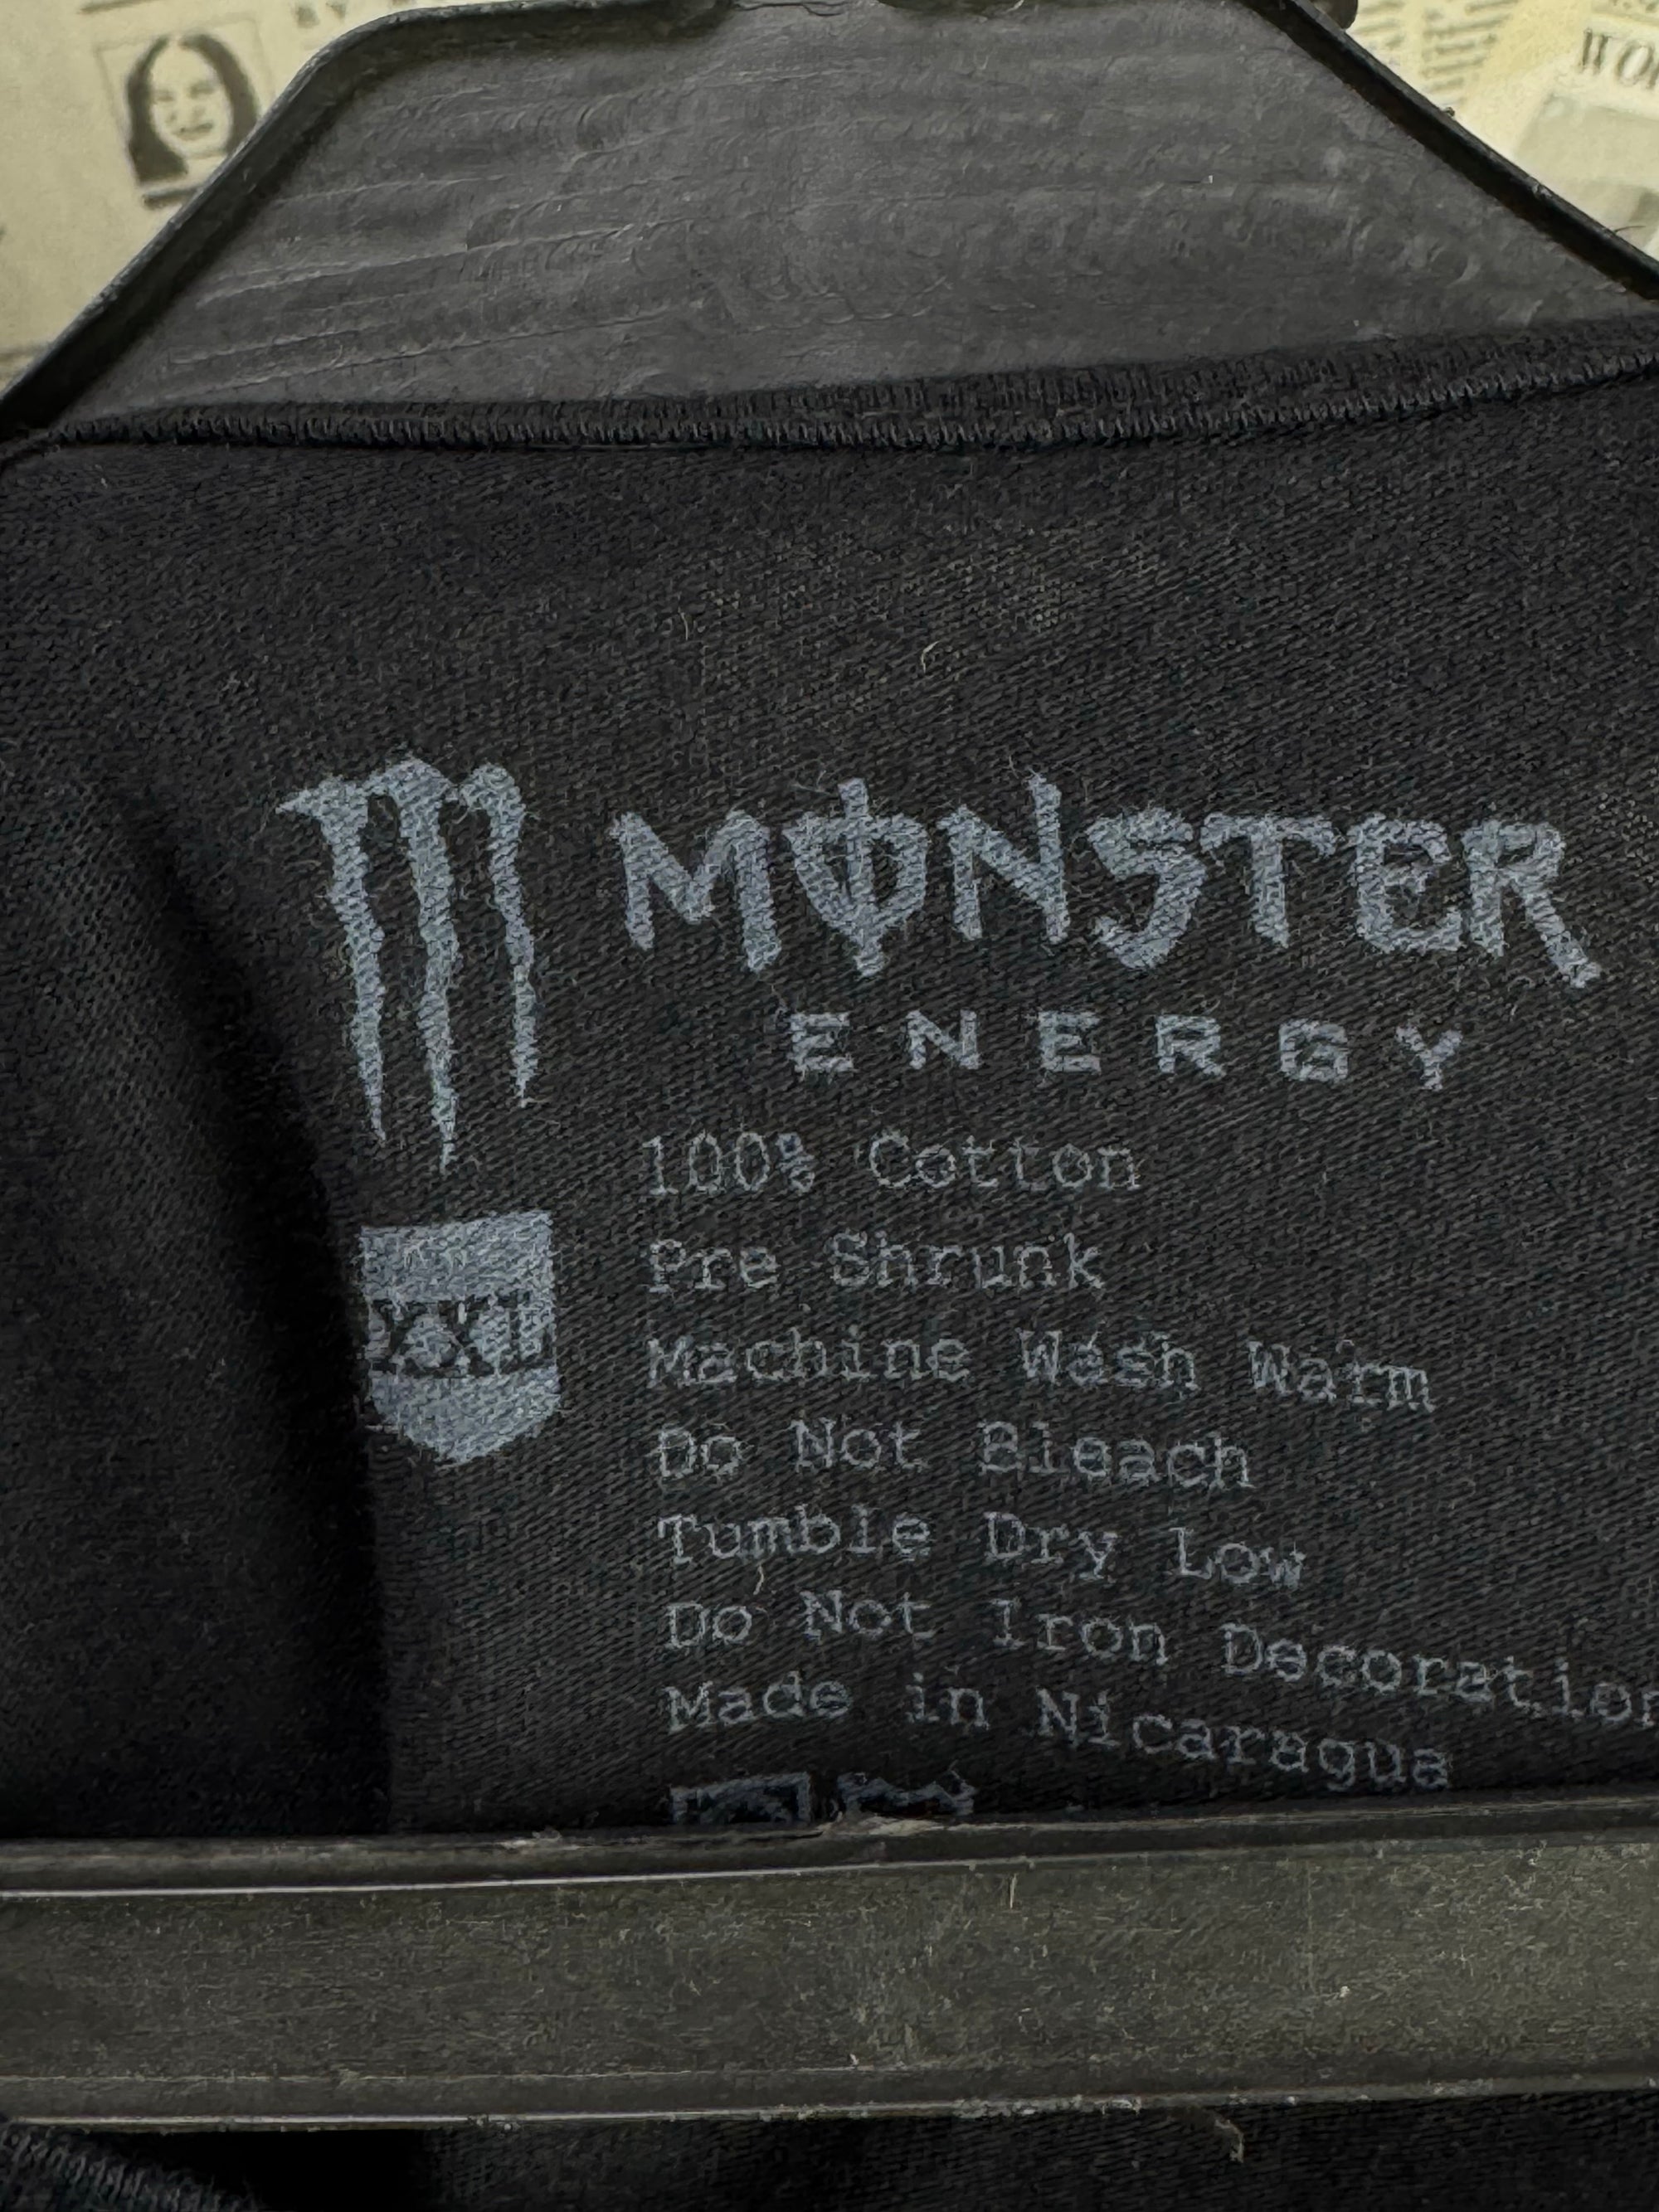 WO
MONSTER
ENERGY
100% Cotton
Pre Shrunk
XXL
Machine Wash Warm
Do Not Bleach
Tumble Dry Low
Do Not Iron Decoration
Made in Nicaragua